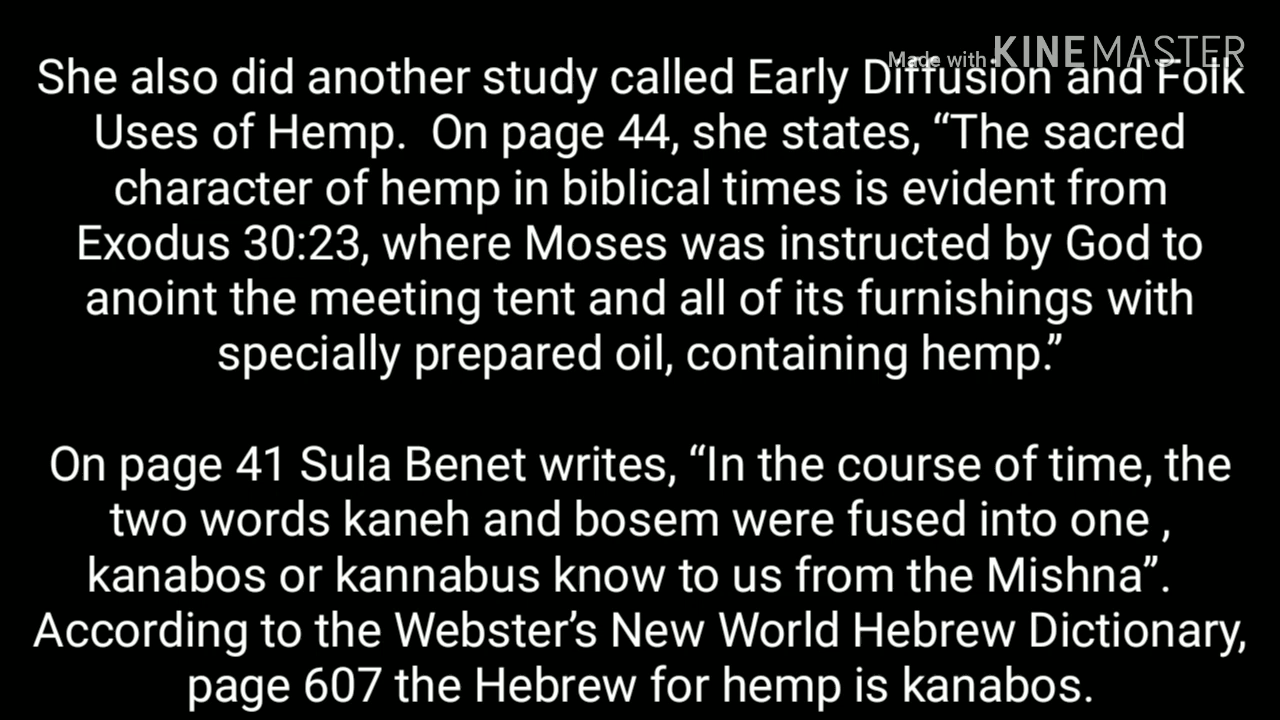 Made with KINEMASTER
She also did another study called Early Diffusion and Folk
Uses of Hemp. On page 44, she states, “The sacred
character of hemp in biblical times is evident from
Exodus 30:23, where Moses was instructed by God to
anoint the meeting tent and all of its furnishings with
specially prepared oil, containing hemp.”
On page 41 Sula Benet writes, “In the course of time, the
two words kaneh and bosem were fused into one ,
kanabos or kannabus know to us from the Mishna”.
According to the Webster’s New World Hebrew Dictionary,
page 607 the Hebrew for hemp is kanabos.